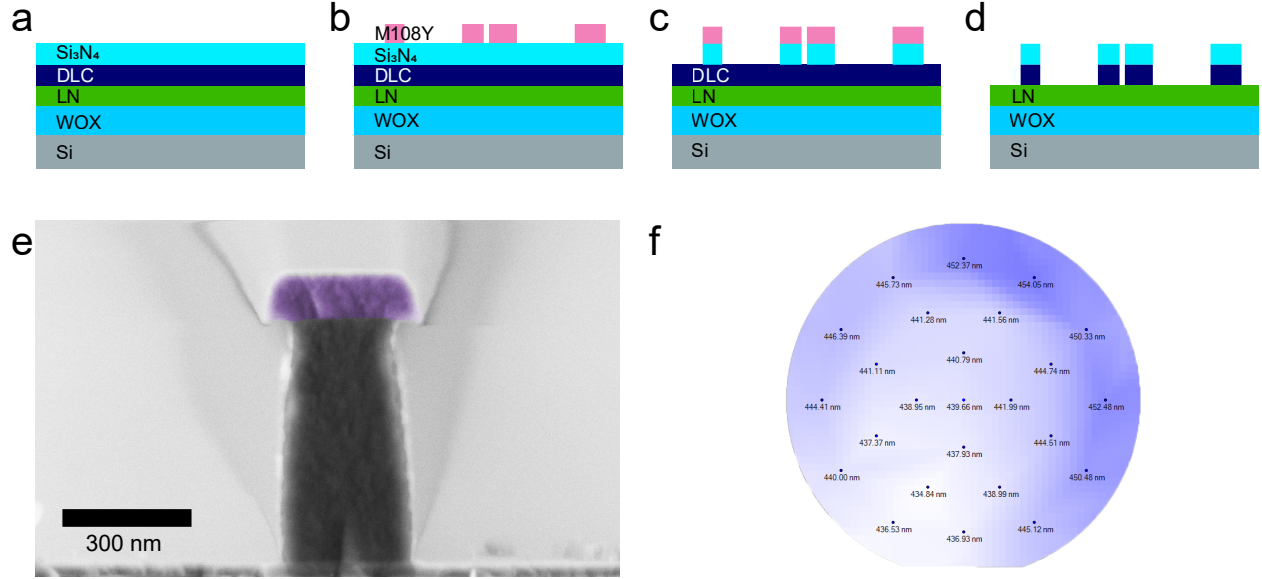 a
Si₃N₄
DLC
LN
WOX
Si
b
M108Y
Si₃N₄
DLC
LN
WOX
Si
c
DLC
LN
WOX
Si
d
LN
WOX
Si
e
300 nm
f
452.37 nm
445.73 nm
454.05 nm
441.28 nm
441.56 nm
446.39 nm
450.33 nm
440.79 nm
441.11 nm
444.74 nm
444.41 nm
438.95 nm
439.66 nm
441.99 nm
452.48 nm
437.37 nm
444.51 nm
437.93 nm
440.00 nm
450.48 nm
434.84 nm
438.99 nm
436.53 nm
445.12 nm
436.93 nm